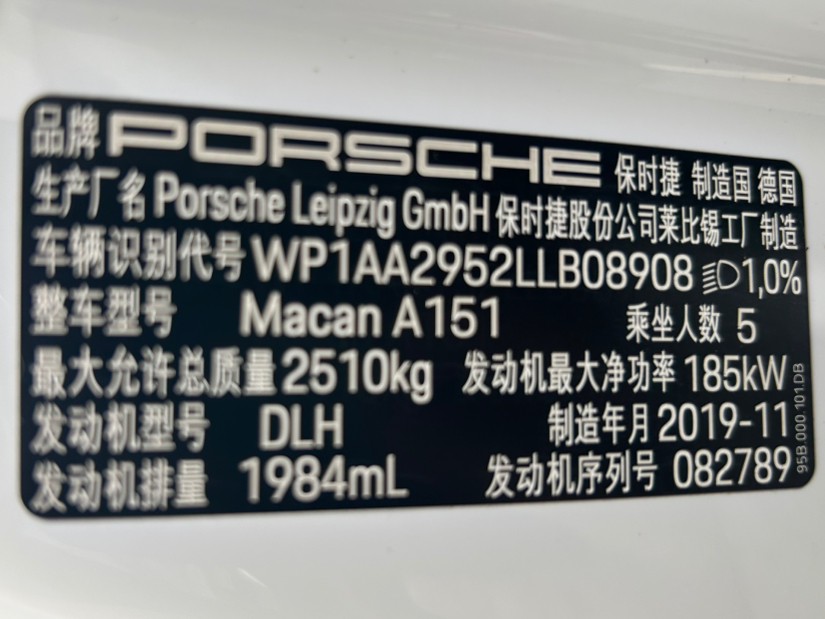 品牌 PORSCHE 保时捷 制造国 德国
生产厂名 Porsche Leipzig GmbH 保时捷股份公司莱比锡工厂制造
车辆识别代号 WP1AA2952LLB08908 1,0%
整车型号 Macan A151 乘坐人数 5
最大允许总质量 2510kg 发动机最大净功率 185kW
发动机型号 DLH 制造年月 2019-11
发动机排量 1984mL 发动机序列号 082789
95B.000.101.DB